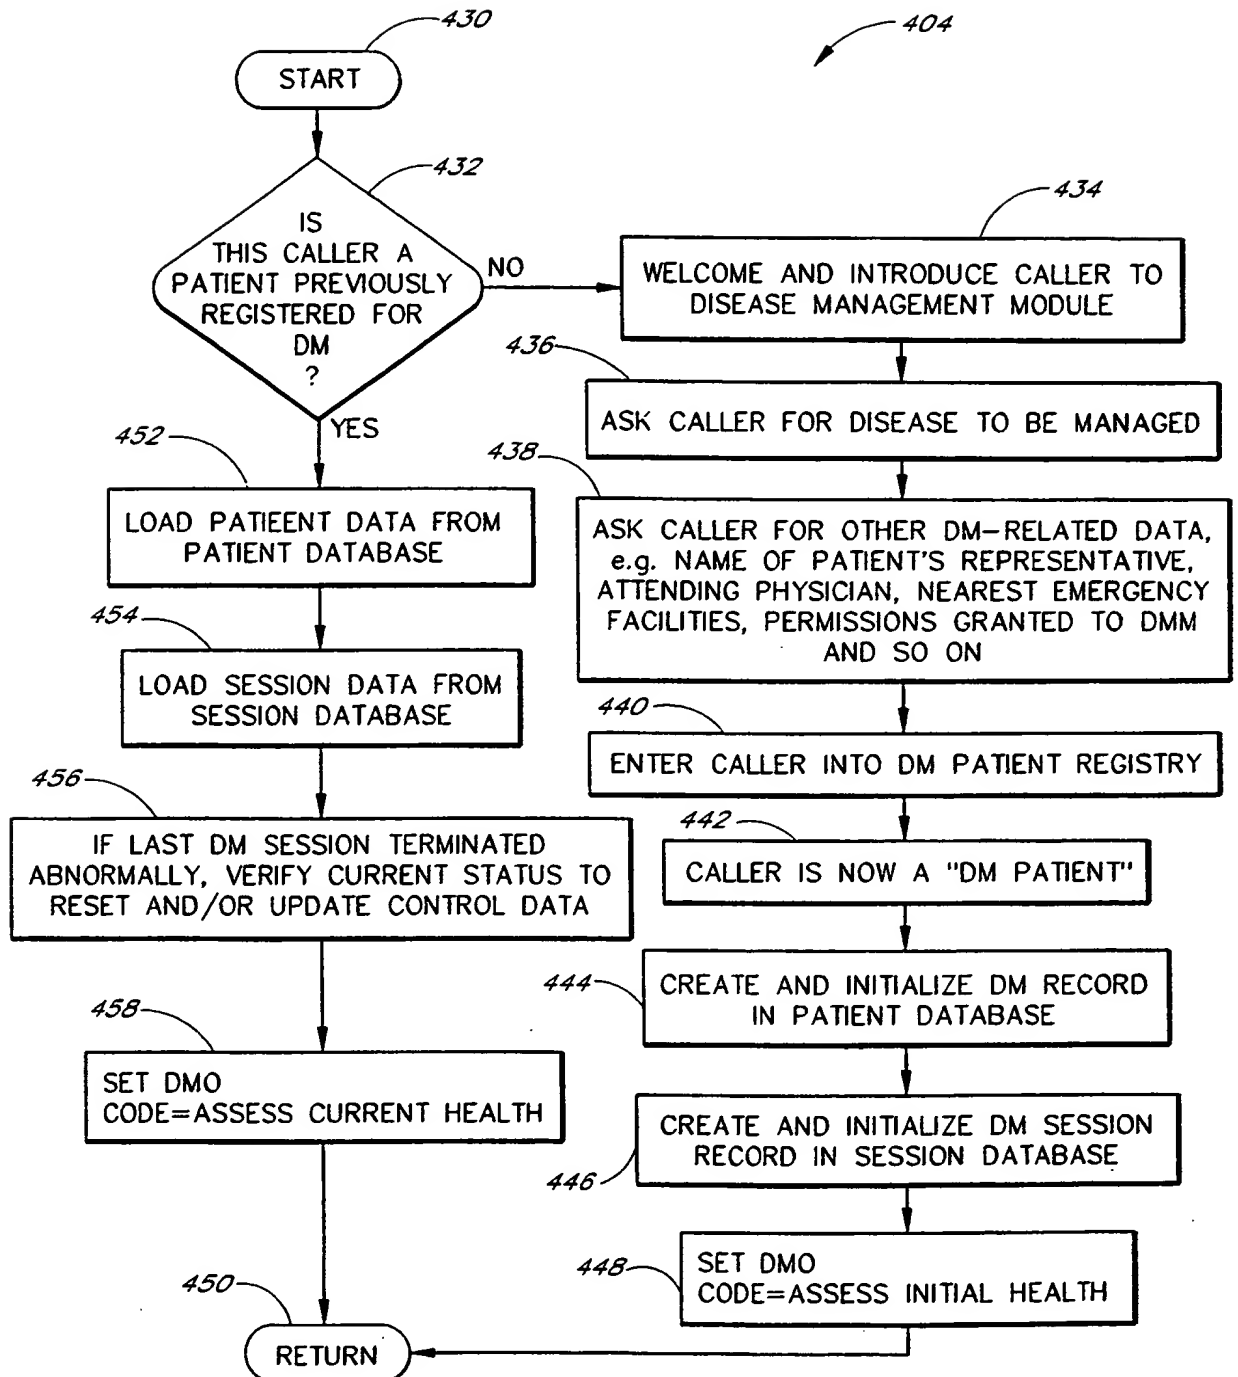 430
404
START
432
IS
THIS CALLER A
PATIENT PREVIOUSLY
REGISTERED FOR
DM
?
NO
YES
434
WELCOME AND INTRODUCE CALLER TO
DISEASE MANAGEMENT MODULE
436
ASK CALLER FOR DISEASE TO BE MANAGED
438
ASK CALLER FOR OTHER DM-RELATED DATA,
e.g. NAME OF PATIENT'S REPRESENTATIVE,
ATTENDING PHYSICIAN, NEAREST EMERGENCY
FACILITIES, PERMISSIONS GRANTED TO DMM
AND SO ON
440
ENTER CALLER INTO DM PATIENT REGISTRY
442
CALLER IS NOW A "DM PATIENT"
444
CREATE AND INITIALIZE DM RECORD
IN PATIENT DATABASE
446
CREATE AND INITIALIZE DM SESSION
RECORD IN SESSION DATABASE
448
SET DMO
CODE=ASSESS INITIAL HEALTH
452
LOAD PATIEENT DATA FROM
PATIENT DATABASE
454
LOAD SESSION DATA FROM
SESSION DATABASE
456
IF LAST DM SESSION TERMINATED
ABNORMALLY, VERIFY CURRENT STATUS TO
RESET AND/OR UPDATE CONTROL DATA
458
SET DMO
CODE=ASSESS CURRENT HEALTH
450
RETURN